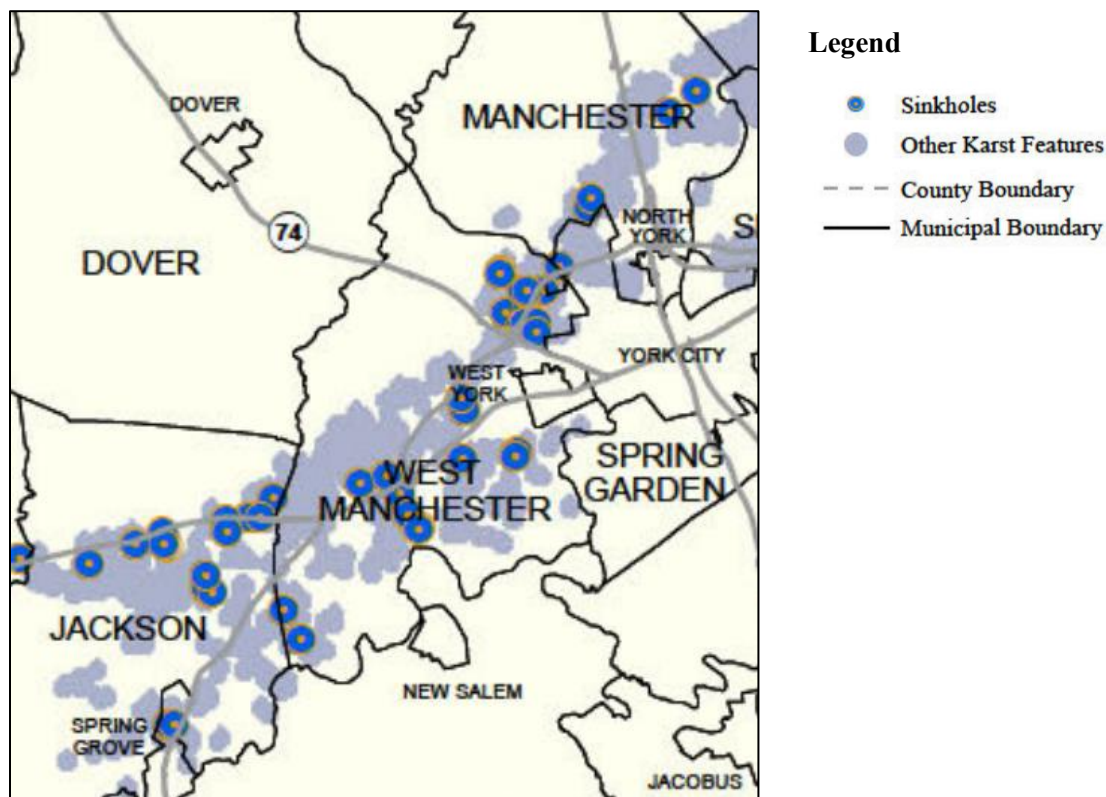 Legend
Sinkholes
Other Karst Features
County Boundary
Municipal Boundary
DOVER
MANCHESTER
74
NORTH
YORK
S
DOVER
YORK CITY
WEST
YORK
SPRING
GARDEN
WEST
MANCHESTER
JACKSON
NEW SALEM
SPRING
GROVE
JACOBUS